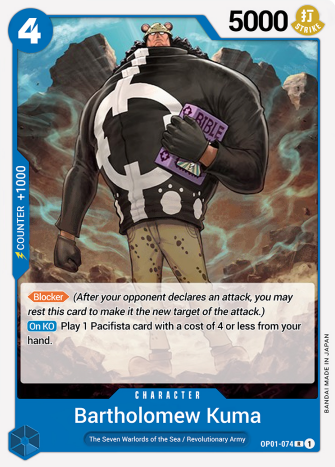 4
5000
打
STRIKE
BIBLE
COUNTER +1000
Blocker (After your opponent declares an attack, you may
rest this card to make it the new target of the attack.)
On KO Play 1 Pacifista card with a cost of 4 or less from your
hand.
CHARACTER
Bartholomew Kuma
The Seven Warlords of the Sea / Revolutionary Army
OP01-074 R 1
BANDAI MADE IN JAPAN